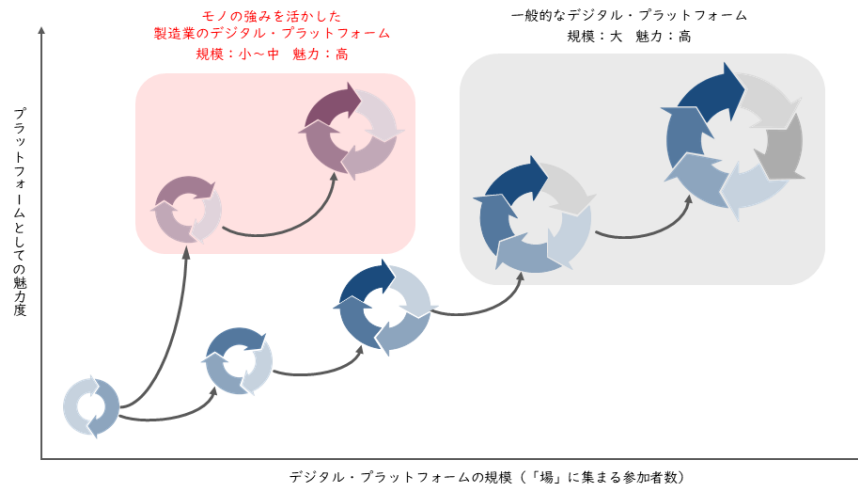 モノの強みを活かした
製造業のデジタル・プラットフォーム
規模：小～中　魅力：高
一般的なデジタル・プラットフォーム
規模：大　魅力：高
プラットフォームとしての魅力度
デジタル・プラットフォームの規模（「場」に集まる参加者数）